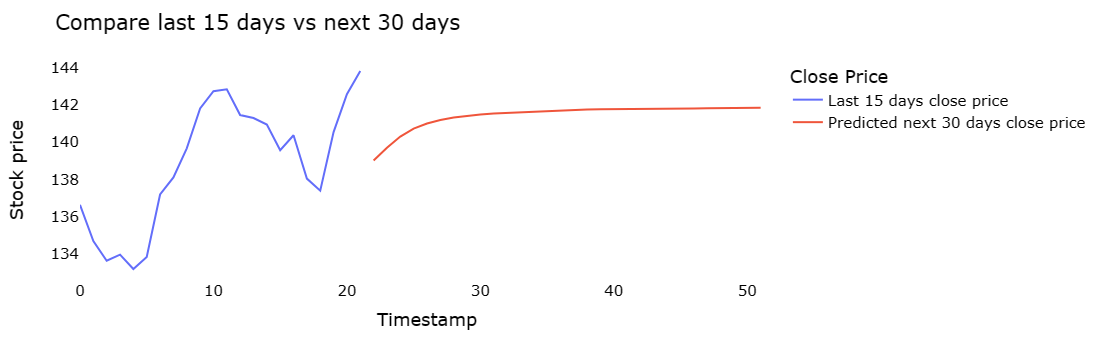 Compare last 15 days vs next 30 days
Stock price
144
142
140
138
136
134
0 10 20 30 40 50
Timestamp
Close Price
Last 15 days close price
Predicted next 30 days close price